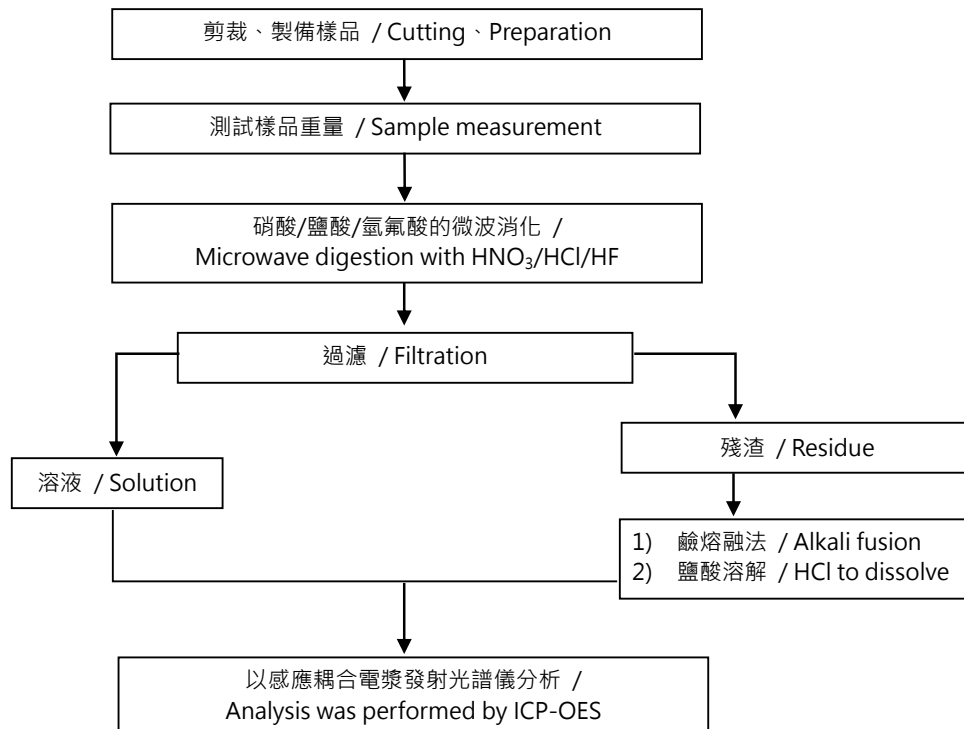 剪裁、製備樣品 / Cutting、Preparation
測試樣品重量 / Sample measurement
硝酸/鹽酸/氫氟酸的微波消化 /
Microwave digestion with HNO₃/HCl/HF
過濾 / Filtration
溶液 / Solution
殘渣 / Residue
1) 鹼熔融法 / Alkali fusion
2) 鹽酸溶解 / HCl to dissolve
以感應耦合電漿發射光譜儀分析 /
Analysis was performed by ICP-OES